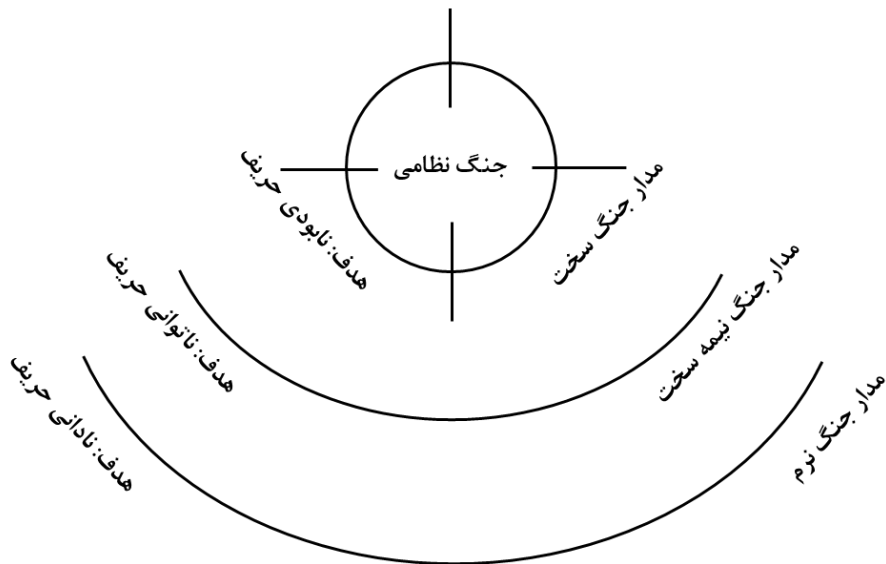 جنگ نظامی
مدار جنگ سخت
هدف: نابودی حریف
مدار جنگ نیمه سخت
هدف: ناتوانی حریف
مدار جنگ نرم
هدف: نادانی حریف